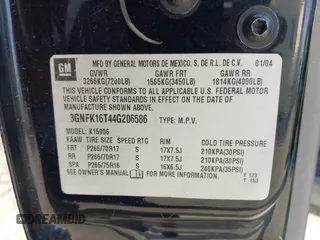 GM
MFD BY GENERAL MOTORS DE MEXICO, S. DE R.L. DE C.V. 01/04
GVWR GAWR FRT GAWR RR
3266KG(7200LB) 1565KG(3450LB) 1814KG(4000LB)
THIS VEHICLE CONFORMS TO ALL APPLICABLE U.S. FEDERAL MOTOR VEHICLE SAFETY STANDARDS IN EFFECT ON
THE DATE OF MANUFACTURE SHOWN ABOVE.
3GNFK16T44G206586 TYPE: M.P.V.
MODEL: K15906
TIRE SIZE SPEED RTG RIM COLD TIRE PRESSURE
FRT P265/70R17 S 17X7.5J 210KPA(30PSI)
RR P265/70R17 S 17X7.5J 210KPA(30PSI)
SPA P265/75R16 S 16X6.5J 240KPA(35PSI)
SEE OWNER'S MANUAL FOR MORE INFORMATION.
F 123
T 153
DREAMBID